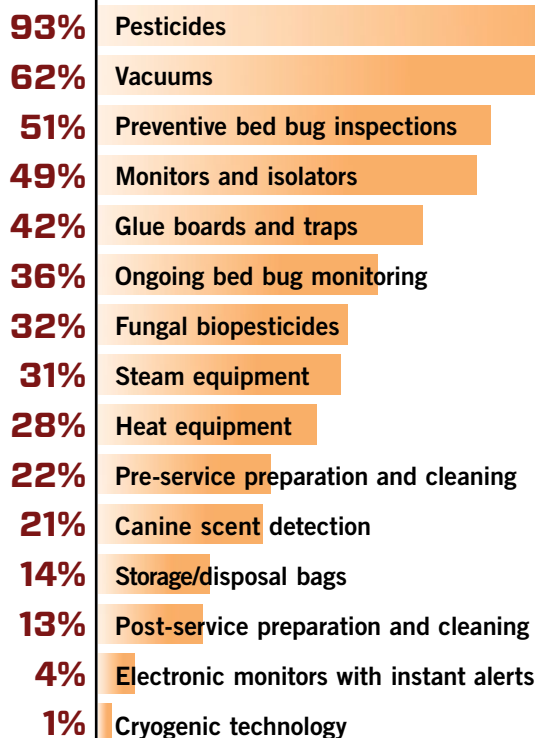 93% Pesticides
62% Vacuums
51% Preventive bed bug inspections
49% Monitors and isolators
42% Glue boards and traps
36% Ongoing bed bug monitoring
32% Fungal biopesticides
31% Steam equipment
28% Heat equipment
22% Pre-service preparation and cleaning
21% Canine scent detection
14% Storage/disposal bags
13% Post-service preparation and cleaning
4% Electronic monitors with instant alerts
1% Cryogenic technology